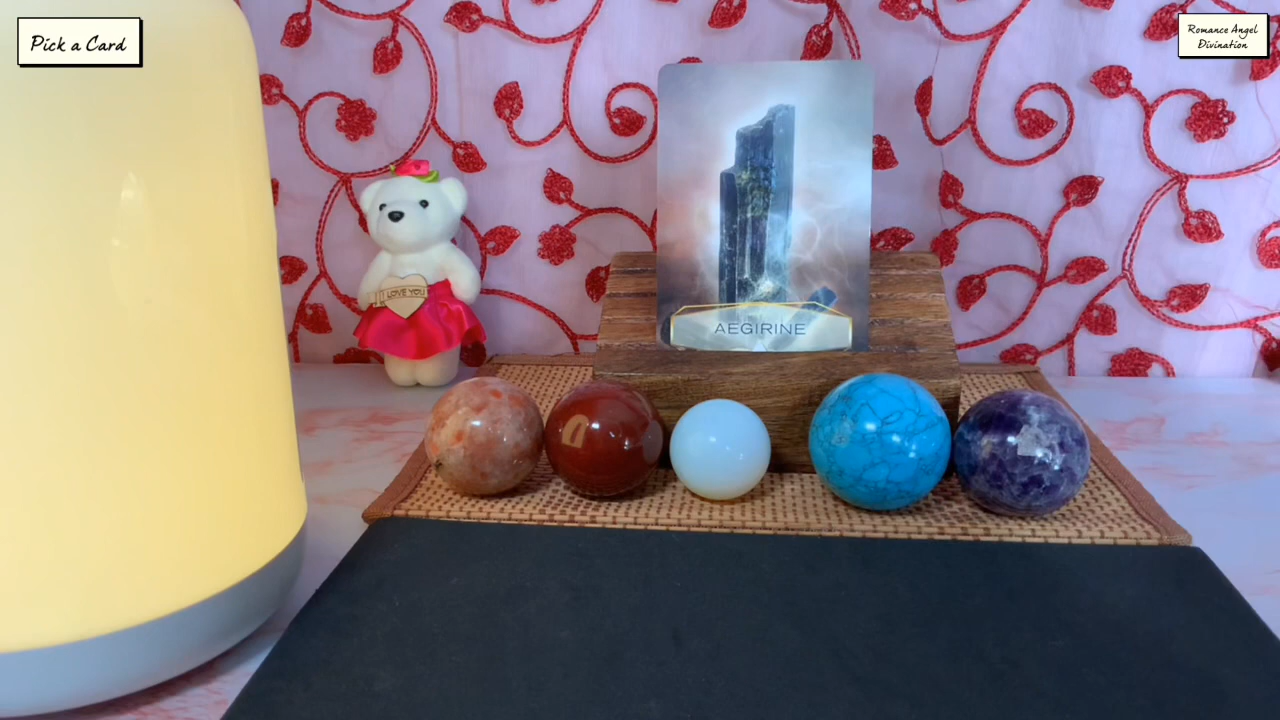 Pick a Card
Romance Angel
Divination
LOVE YOU
AEGIRINE